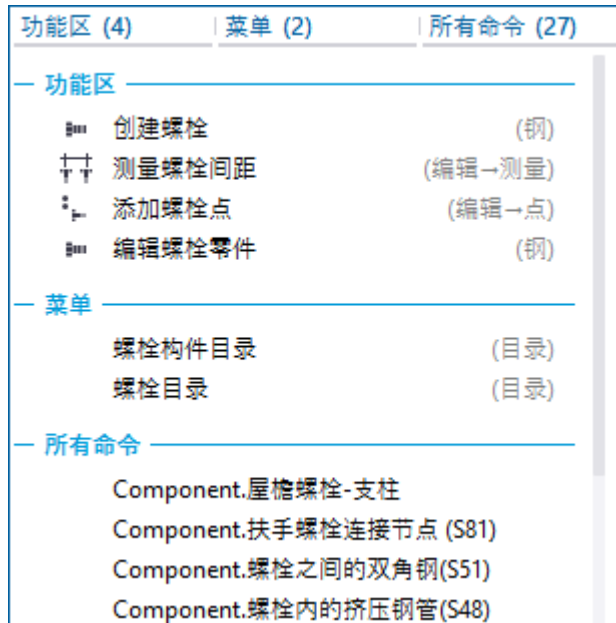 功能区 (4) 菜单 (2) 所有命令 (27)
功能区
创建螺栓 (钢)
测量螺栓间距 (编辑→测量)
添加螺栓点 (编辑→点)
编辑螺栓零件 (钢)
菜单
螺栓构件目录 (目录)
螺栓目录 (目录)
所有命令
Component.屋檐螺栓-支柱
Component.扶手螺栓连接节点 (S81)
Component.螺栓之间的双角钢(S51)
Component.螺栓内的挤压钢管(S48)